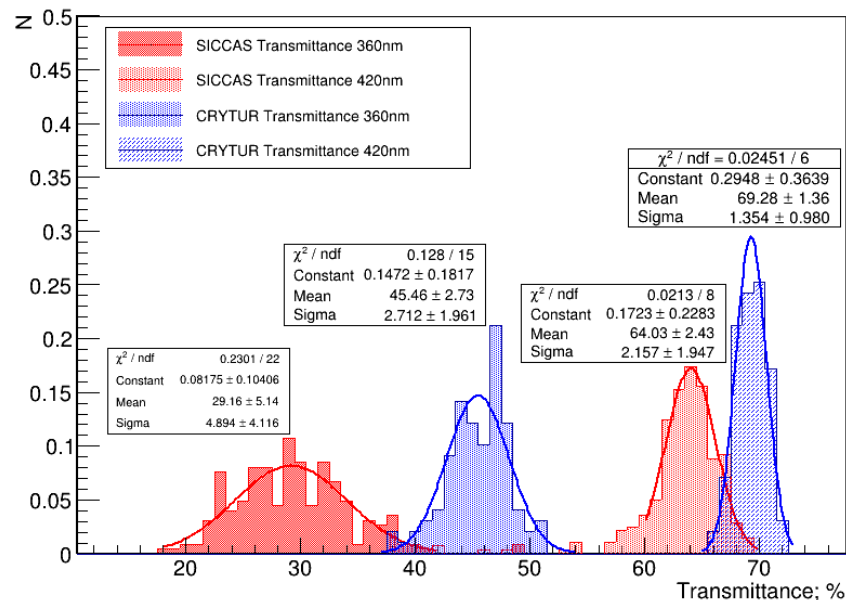 N
0.5
0.45
0.4
0.35
0.3
0.25
0.2
0.15
0.1
0.05
0
SICCAS Transmittance 360nm
SICCAS Transmittance 420nm
CRYTUR Transmittance 360nm
CRYTUR Transmittance 420nm
χ² / ndf = 0.02451 / 6
Constant 0.2948 ± 0.3639
Mean 69.28 ± 1.36
Sigma 1.354 ± 0.980
χ² / ndf 0.128 / 15
Constant 0.1472 ± 0.1817
Mean 45.46 ± 2.73
Sigma 2.712 ± 1.961
χ² / ndf 0.0213 / 8
Constant 0.1723 ± 0.2283
Mean 64.03 ± 2.43
Sigma 2.157 ± 1.947
χ² / ndf 0.2301 / 22
Constant 0.08175 ± 0.10406
Mean 29.16 ± 5.14
Sigma 4.894 ± 4.116
20 30 40 50 60 70
Transmittance; %